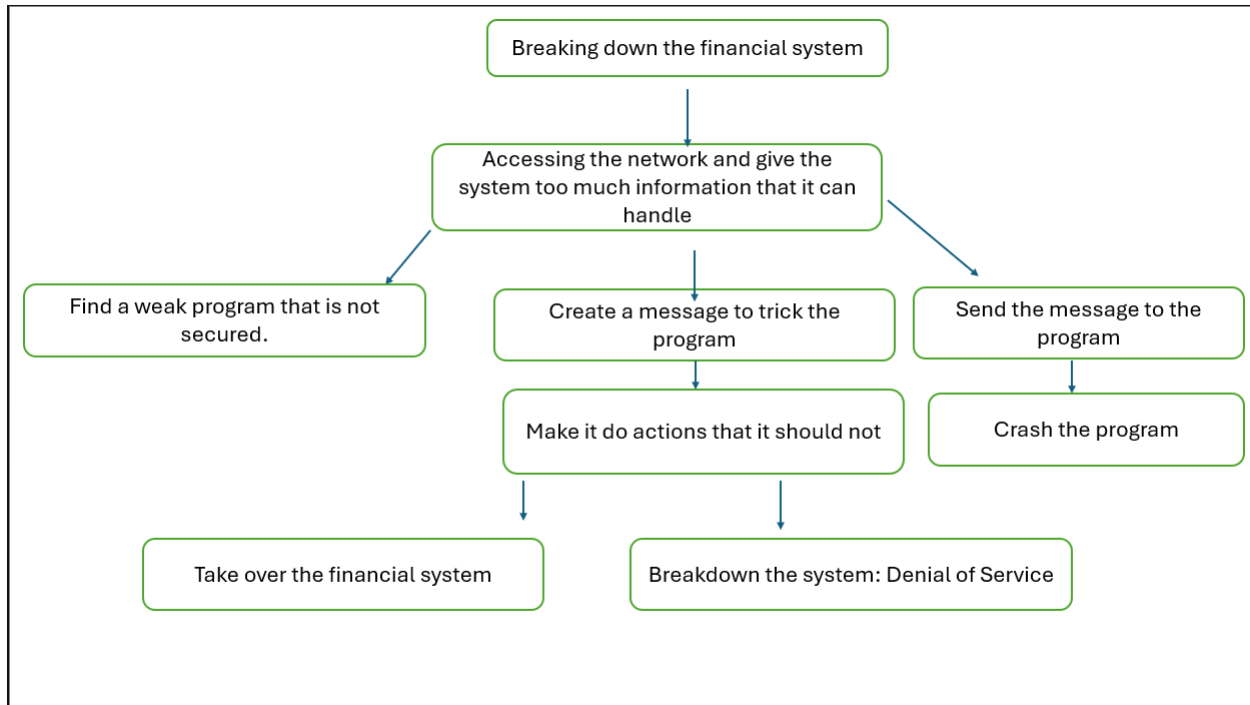 Breaking down the financial system
Accessing the network and give the
system too much information that it can
handle
Find a weak program that is not
secured.
Create a message to trick the
program
Send the message to the
program
Make it do actions that it should not
Crash the program
Take over the financial system
Breakdown the system: Denial of Service